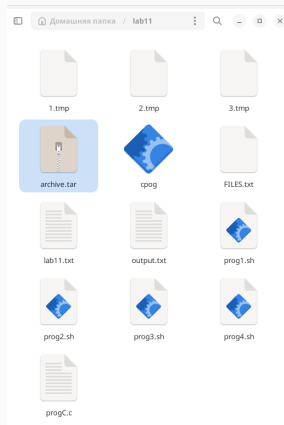 Домашняя папка / lab11
1.tmp 2.tmp 3.tmp
archive.tar cpog FILES.txt
lab11.txt output.txt prog1.sh
prog2.sh prog3.sh prog4.sh
progC.c